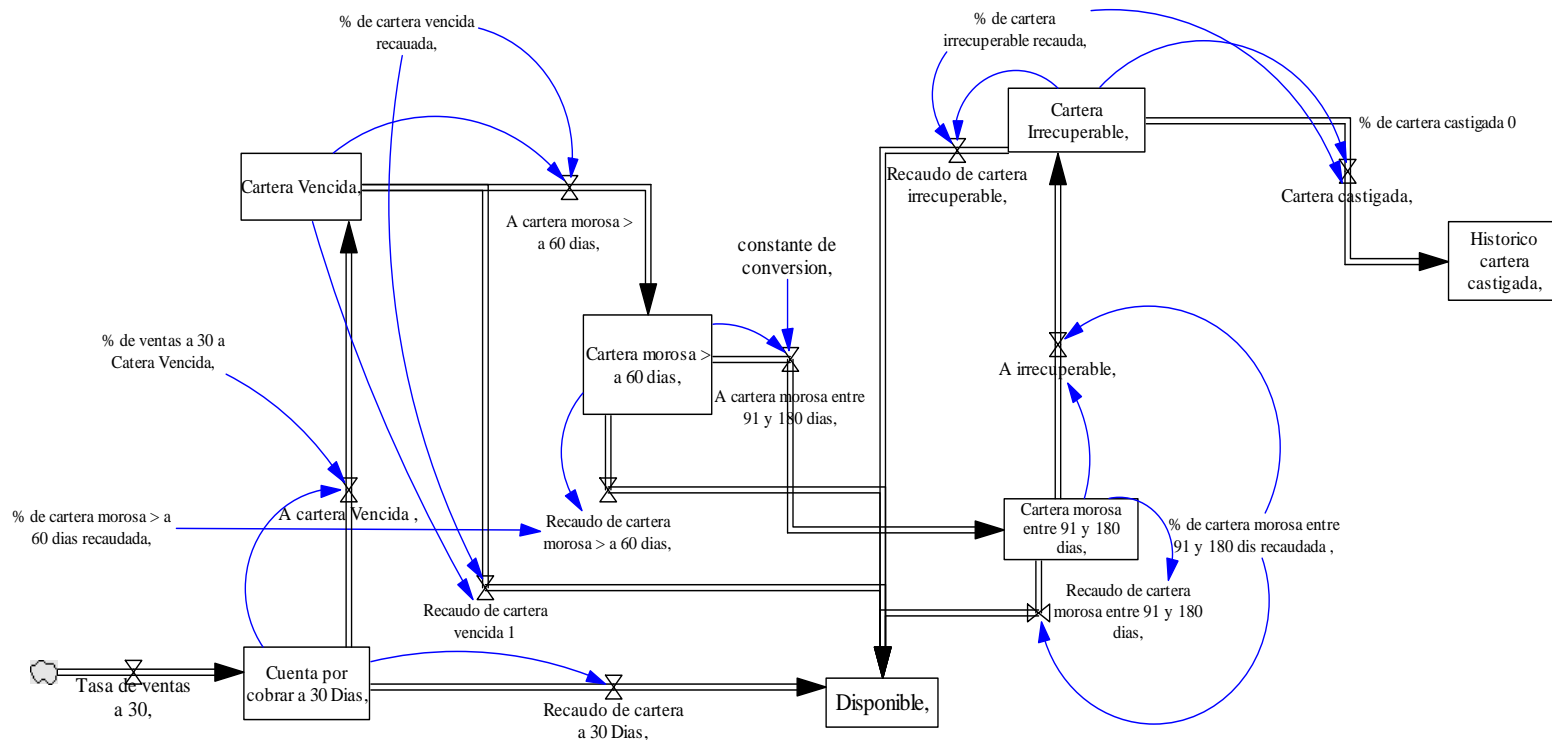 % de cartera vencida
recauada,
% de cartera
irrecuperable recauda,
Cartera
Irrecuperable,
% de cartera castigada 0
Recaudo de cartera
irrecuperable,
Cartera castigada,
Cartera Vencida,
A cartera morosa >
a 60 dias,
constante de
conversion,
Historico
cartera
castigada,
% de ventas a 30 a
Catera Vencida,
Cartera morosa >
a 60 dias,
A irrecuperable,
A cartera morosa entre
91 y 180 dias,
A cartera Vencida ,
% de cartera morosa > a
60 dias recaudada,
Recaudo de cartera
morosa > a 60 dias,
Cartera morosa
entre 91 y 180
dias,
% de cartera morosa entre
91 y 180 dis recaudada ,
Recaudo de cartera
vencida 1
Recaudo de cartera
morosa entre 91 y 180
dias,
Tasa de ventas
a 30,
Cuenta por
cobrar a 30 Dias,
Recaudo de cartera
a 30 Dias,
Disponible,